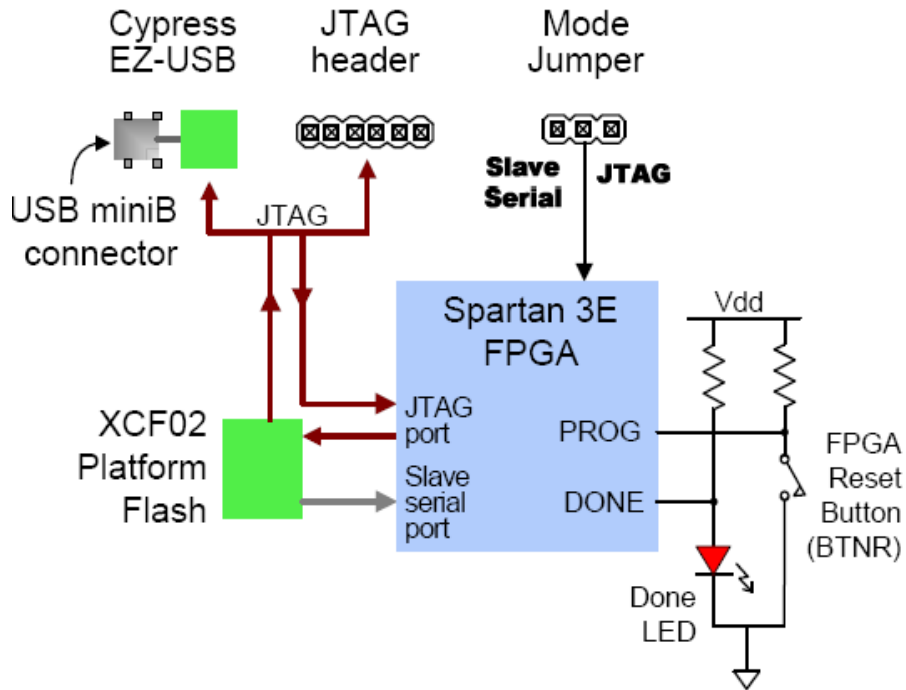 Cypress
EZ-USB
JTAG
header
Mode
Jumper
Slave
Serial
JTAG
USB miniB
connector
JTAG
Spartan 3E
FPGA
Vdd
XCF02
Platform
Flash
JTAG
port
Slave
serial
port
PROG
DONE
FPGA
Reset
Button
(BTNR)
Done
LED